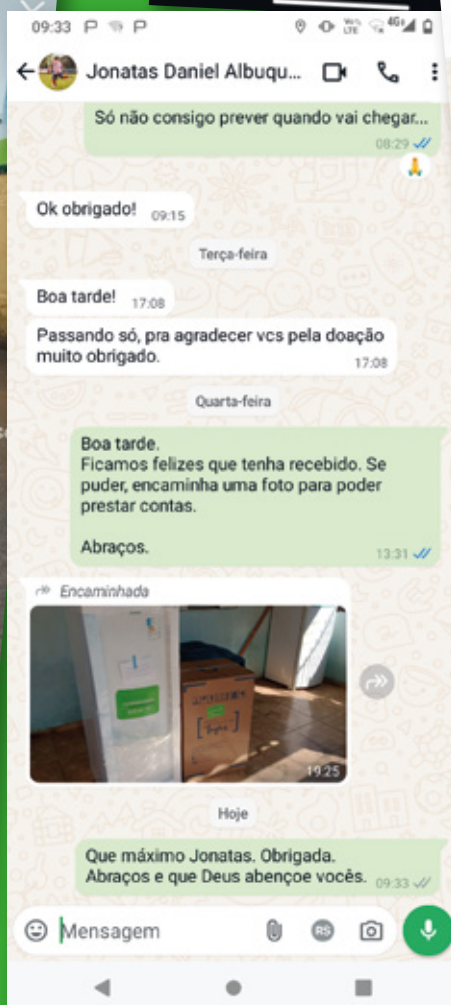 09:33
4G
Jonatas Daniel Albuqu...
Só não consigo prever quando vai chegar...
08:29
Ok obrigado! 09:15
Terça-feira
Boa tarde! 17:08
Passando só, pra agradecer vcs pela doação
muito obrigado. 17:08
Quarta-feira
Boa tarde.
Ficamos felizes que tenha recebido. Se
puder, encaminha uma foto para poder
prestar contas.
Abraços.
13:31
Encaminhada
19:25
Hoje
Que máximo Jonatas. Obrigada.
Abraços e que Deus abençoe vocês. 09:33
Mensagem
R$